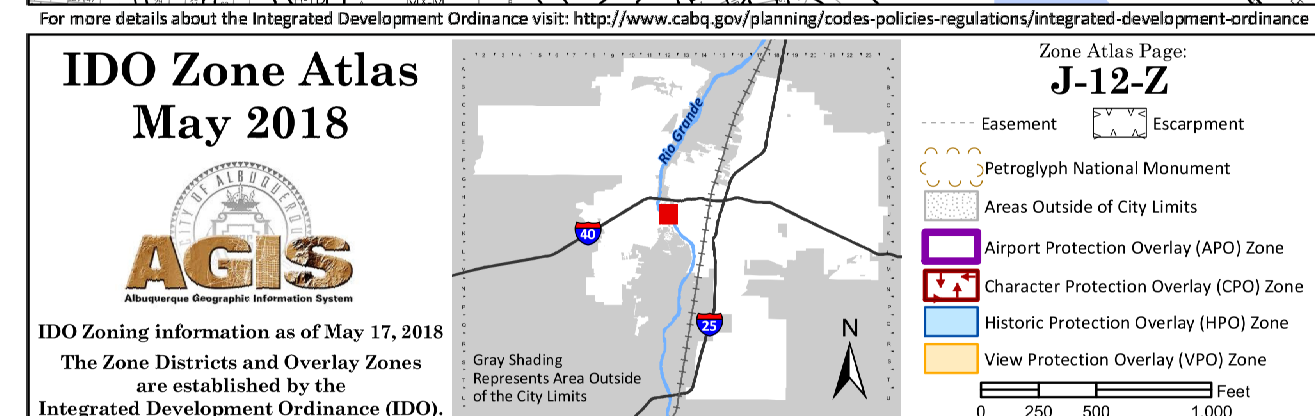 For more details about the Integrated Development Ordinance visit: http://www.cabq.gov/planning/codes-policies-regulations/integrated-development-ordinance
IDO Zone Atlas
May 2018
AGIS
Albuquerque Geographic Information System
IDO Zoning information as of May 17, 2018
The Zone Districts and Overlay Zones
are established by the
Integrated Development Ordinance (IDO).
Rio Grande
40
25
Gray Shading
Represents Area Outside
of the City Limits
N
Zone Atlas Page:
J-12-Z
Easement
Escarpment
Petroglyph National Monument
Areas Outside of City Limits
Airport Protection Overlay (APO) Zone
Character Protection Overlay (CPO) Zone
Historic Protection Overlay (HPO) Zone
View Protection Overlay (VPO) Zone
Feet
0 250 500 1,000